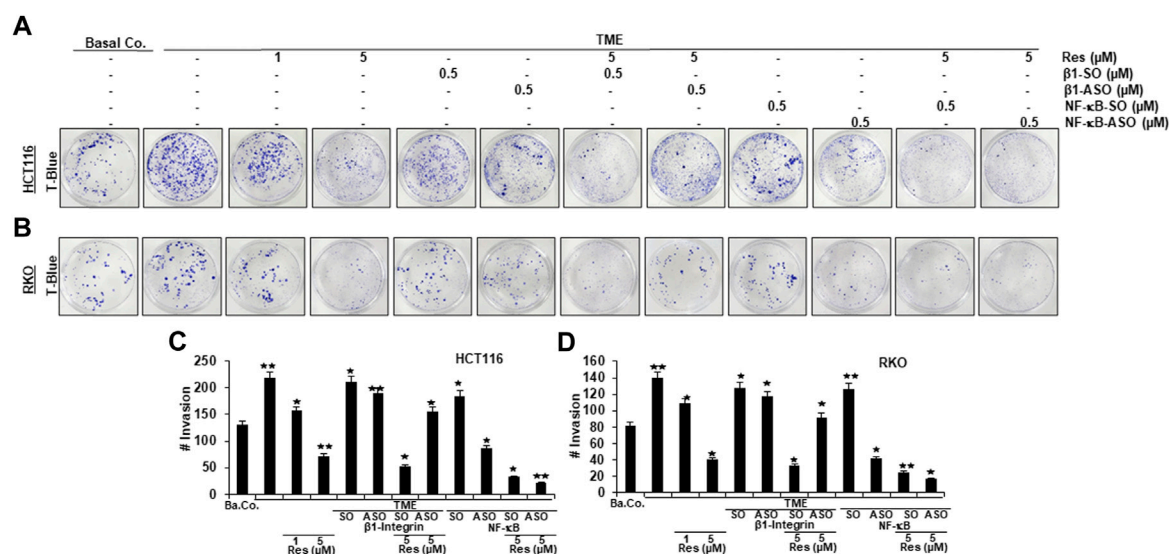 A
Basal Co. TME
- - 1 5 - - 5 5 - - 5 5 Res (µM)
- - - - 0.5 - 0.5 - - - - - β1-SO (µM)
- - - - - 0.5 - 0.5 - - - - β1-ASO (µM)
- - - - - - - - 0.5 - 0.5 - NF-κB-SO (µM)
- - - - - - - - - 0.5 - 0.5 NF-κB-ASO (µM)
HCT116
T-Blue
B
RKO
T-Blue
C
HCT116
# Invasion
250
200
150
100
50
0
Ba.Co.
TME
SO ASO SO ASO SO ASO SO ASO
β1-Integrin NF-κB
1 5 5 5 5 5
Res (µM) Res (µM) Res (µM)
D
RKO
# Invasion
160
140
120
100
80
60
40
20
0
Ba.Co.
TME
SO ASO SO ASO SO ASO SO ASO
β1-Integrin NF-κB
1 5 5 5 5 5
Res (µM) Res (µM) Res (µM)